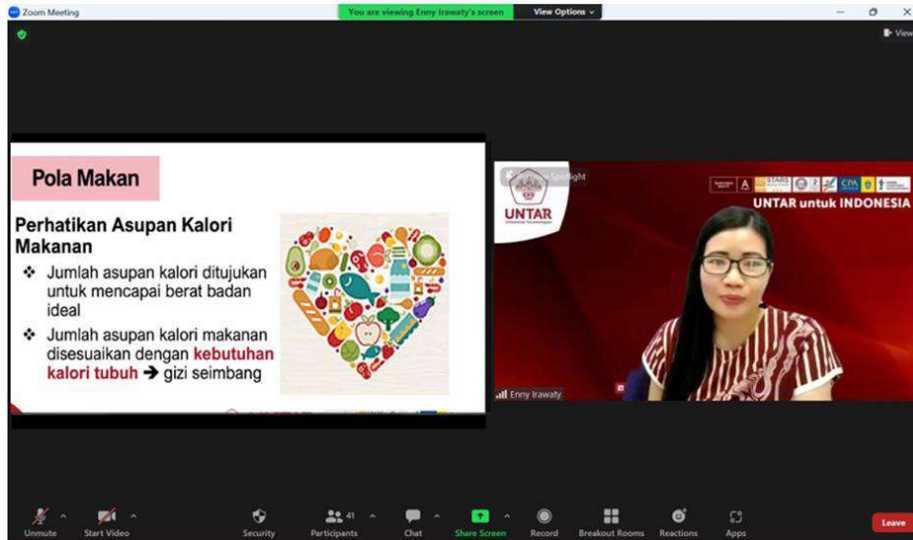 Zoom Meeting
You are viewing Enny Irawaty's screen
View Options
View
Pola Makan
Perhatikan Asupan Kalori
Makanan
❖ Jumlah asupan kalori ditujukan
untuk mencapai berat badan
ideal
❖ Jumlah asupan kalori makanan
disesuaikan dengan kebutuhan
kalori tubuh ➔ gizi seimbang
UNTAR
UNTAR untuk INDONESIA
Enny Irawaty
Unmute
Start Video
Security
Participants
41
Chat
Share Screen
Record
Breakout Rooms
Reactions
Apps
Leave